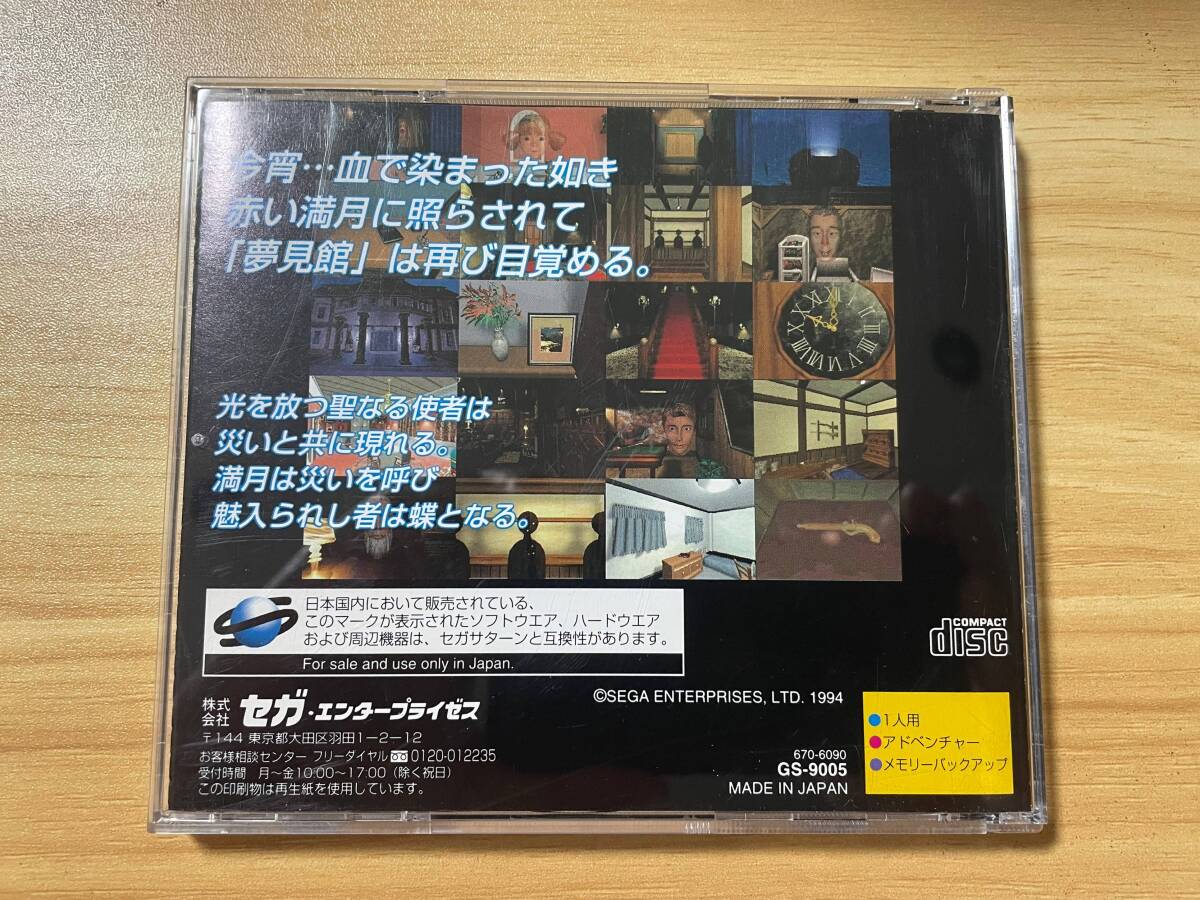 今宵…血で染まった如き
赤い満月に照らされて
「夢見館」は再び目覚める。
光を放つ聖なる使者は
災いと共に現れる。
満月は災いを呼び
魅入られし者は蝶となる。
日本国内において販売されている、
このマークが表示されたソフトウエア、ハードウエア
および周辺機器は、セガサターンと互換性があります。
For sale and use only in Japan.
COMPACT
disc
株式会社 セガ・エンタープライゼス
〒144 東京都大田区羽田1−2−12
お客様相談センター フリーダイヤル 0120-012235
受付時間 月〜金10:00〜17:00（除く祝日）
この印刷物は再生紙を使用しています。
©SEGA ENTERPRISES, LTD. 1994
670-6090
GS-9005
MADE IN JAPAN
●1人用
●アドベンチャー
●メモリーバックアップ